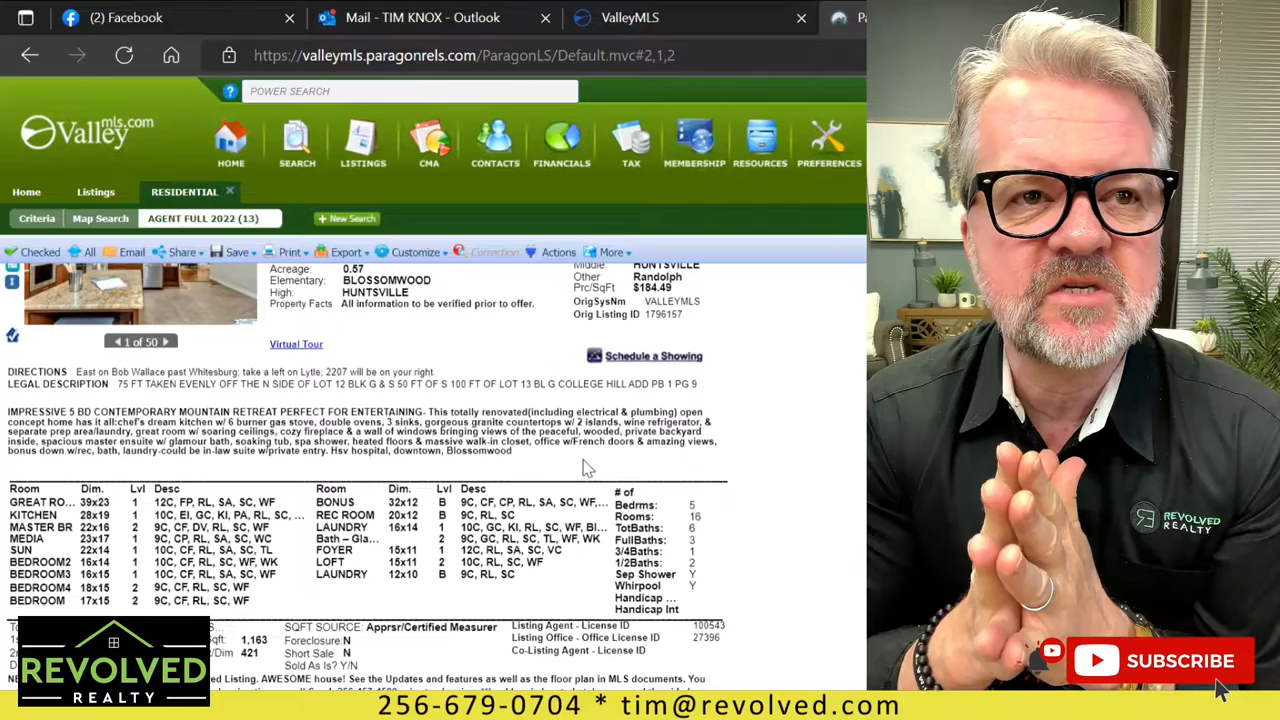 (2) Facebook
Mail - TIM KNOX - Outlook
ValleyMLS
https://valleymls.paragonrels.com/ParagonLS/Default.mvc#2,1,2
POWER SEARCH
Valley mls.com
HOME SEARCH LISTINGS CMA CONTACTS FINANCIALS TAX MEMBERSHIP RESOURCES PREFERENCES
Home Listings RESIDENTIAL
Criteria Map Search AGENT FULL 2022 (13) New Search
Checked All Email Share Save Print Export Customize Correction Actions More
Acreage: 0.57
Elementary: BLOSSOMWOOD
High: HUNTSVILLE
Property Facts All information to be verified prior to offer.
Middle: HUNTSVILLE
Other Randolph
Prc/SqFt $184.49
OrigSysNm VALLEYMLS
Orig Listing ID 1796157
1 of 50
Virtual Tour
Schedule a Showing
DIRECTIONS East on Bob Wallace past Whitesburg; take a left on Lytle; 2207 will be on your right
LEGAL DESCRIPTION 75 FT TAKEN EVENLY OFF THE N SIDE OF LOT 12 BLK G & S 50 FT OF S 100 FT OF LOT 13 BL G COLLEGE HILL ADD PB 1 PG 9
IMPRESSIVE 5 BD CONTEMPORARY MOUNTAIN RETREAT PERFECT FOR ENTERTAINING- This totally renovated(including electrical & plumbing) open
concept home has it all:chef's dream kitchen w/ 6 burner gas stove, double ovens, 3 sinks, gorgeous granite countertops w/ 2 islands, wine refrigerator, &
separate prep area/laundry, great room w/ soaring ceilings, cozy fireplace & a wall of windows bringing views of the peaceful, wooded, private backyard
inside, spacious master ensuite w/ glamour bath, soaking tub, spa shower, heated floors & massive walk-in closet, office w/French doors & amazing views,
bonus down w/rec, bath, laundry-could be in-law suite w/private entry. Hsv hospital, downtown, Blossomwood
Room Dim. Lvl Desc
GREAT RO... 39x23 1 12C, FP, RL, SA, SC, WF
KITCHEN 28x19 1 10C, EI, GC, KI, PA, RL, SC, ...
MASTER BR 22x16 2 9C, CF, DV, RL, SC, WF
MEDIA 23x17 1 9C, CP, RL, SA, SC, WC
SUN 22x14 1 10C, CF, RL, SA, SC, TL
BEDROOM2 16x14 1 10C, CF, RL, SA, SC, WF, WK
BEDROOM3 16x15 1 10C, CF, RL, SA, SC, WF
BEDROOM4 18x15 2 9C, CF, RL, SC, WF
BEDROOM 17x15 2 9C, CF, RL, SC, WF
Room Dim. Lvl Desc
BONUS 32x12 B 9C, CF, CP, RL, SA, SC, WF,...
REC ROOM 20x12 B 9C, RL, SC
LAUNDRY 16x14 1 10C, GC, KI, RL, SC, WF, BI...
Bath – Gla... 2 9C, GC, RL, SC, TL, WF, WK
FOYER 15x11 1 12C, RL, SA, SC, VC
LOFT 15x11 2 10C, RL, SC, WF
LAUNDRY 12x10 B 9C, RL, SC
# of
Bedrms: 5
Rooms: 16
TotBaths: 6
FullBaths: 3
3/4Baths: 1
1/2Baths: 2
Sep Shower Y
Whirpool Y
Handicap ...
Handicap Int
1,163
421
SQFT SOURCE: Apprsr/Certified Measurer
Foreclosure: N
Short Sale N
Sold As Is? Y/N
Listing Agent - License ID 100543
Listing Office - Office License ID 27396
Co-Listing Agent - License ID
Listing. AWESOME house! See the Updates and features as well as the floor plan in MLS documents. You
REVOLVED
REALTY
REVOLVED
REALTY
SUBSCRIBE
256-679-0704 * tim@revolved.com